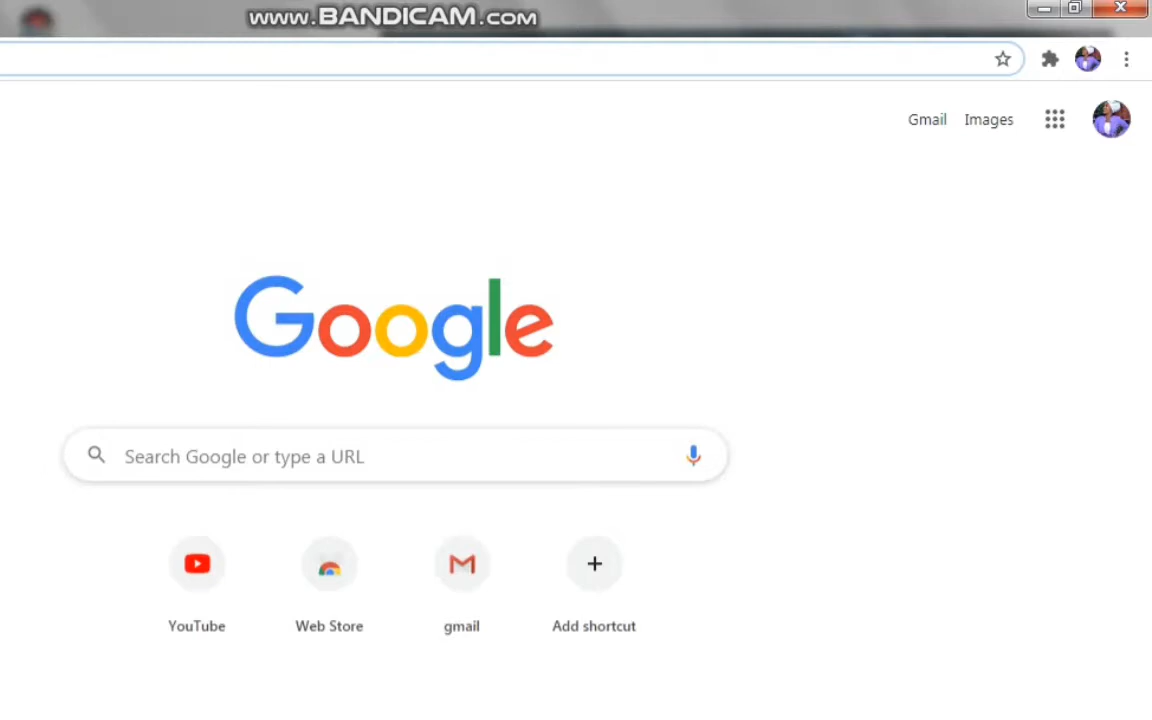 www.BANDICAM.com
Gmail Images
Google
Search Google or type a URL
YouTube Web Store gmail Add shortcut